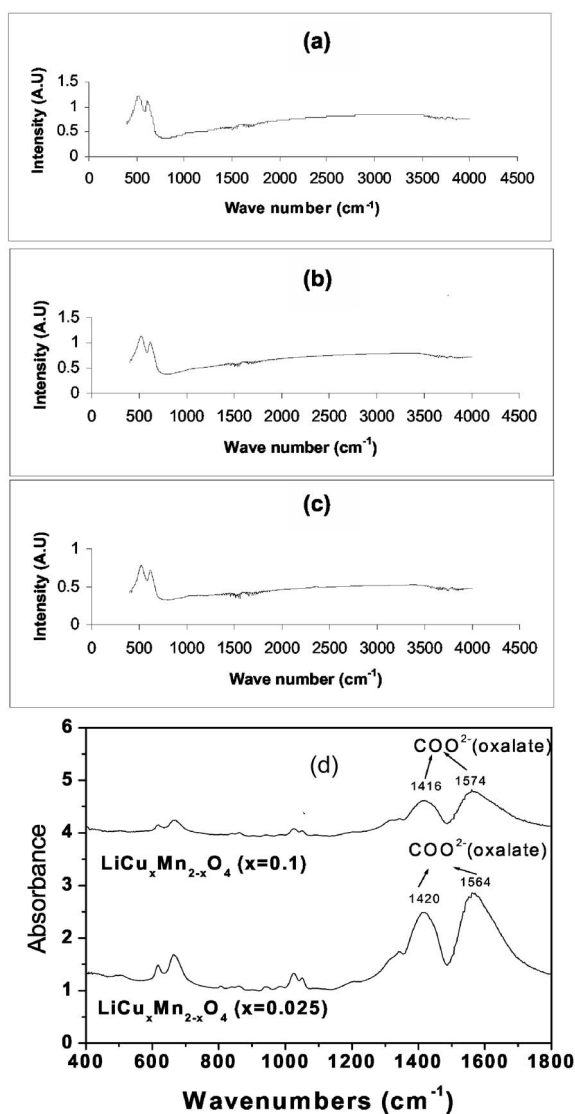 (a)
1.5
1
0.5
0
Intensity (A.U)
0 500 1000 1500 2000 2500 3000 3500 4000 4500
Wave number (cm⁻¹)
(b)
1.5
1
0.5
0
Intensity (A.U)
0 500 1000 1500 2000 2500 3000 3500 4000 4500
Wave number (cm⁻¹)
(c)
1
0.5
0
Intensity (A.U)
0 500 1000 1500 2000 2500 3000 3500 4000 4500
Wave number (cm⁻¹)
(d)
COO²⁻(oxalate)
1416 1574
LiCuₓMn₂₋ₓO₄ (x=0.1)
COO²⁻(oxalate)
1420 1564
LiCuₓMn₂₋ₓO₄ (x=0.025)
6
5
4
3
2
1
0
Absorbance
400 600 800 1000 1200 1400 1600 1800
Wavenumbers (cm⁻¹)